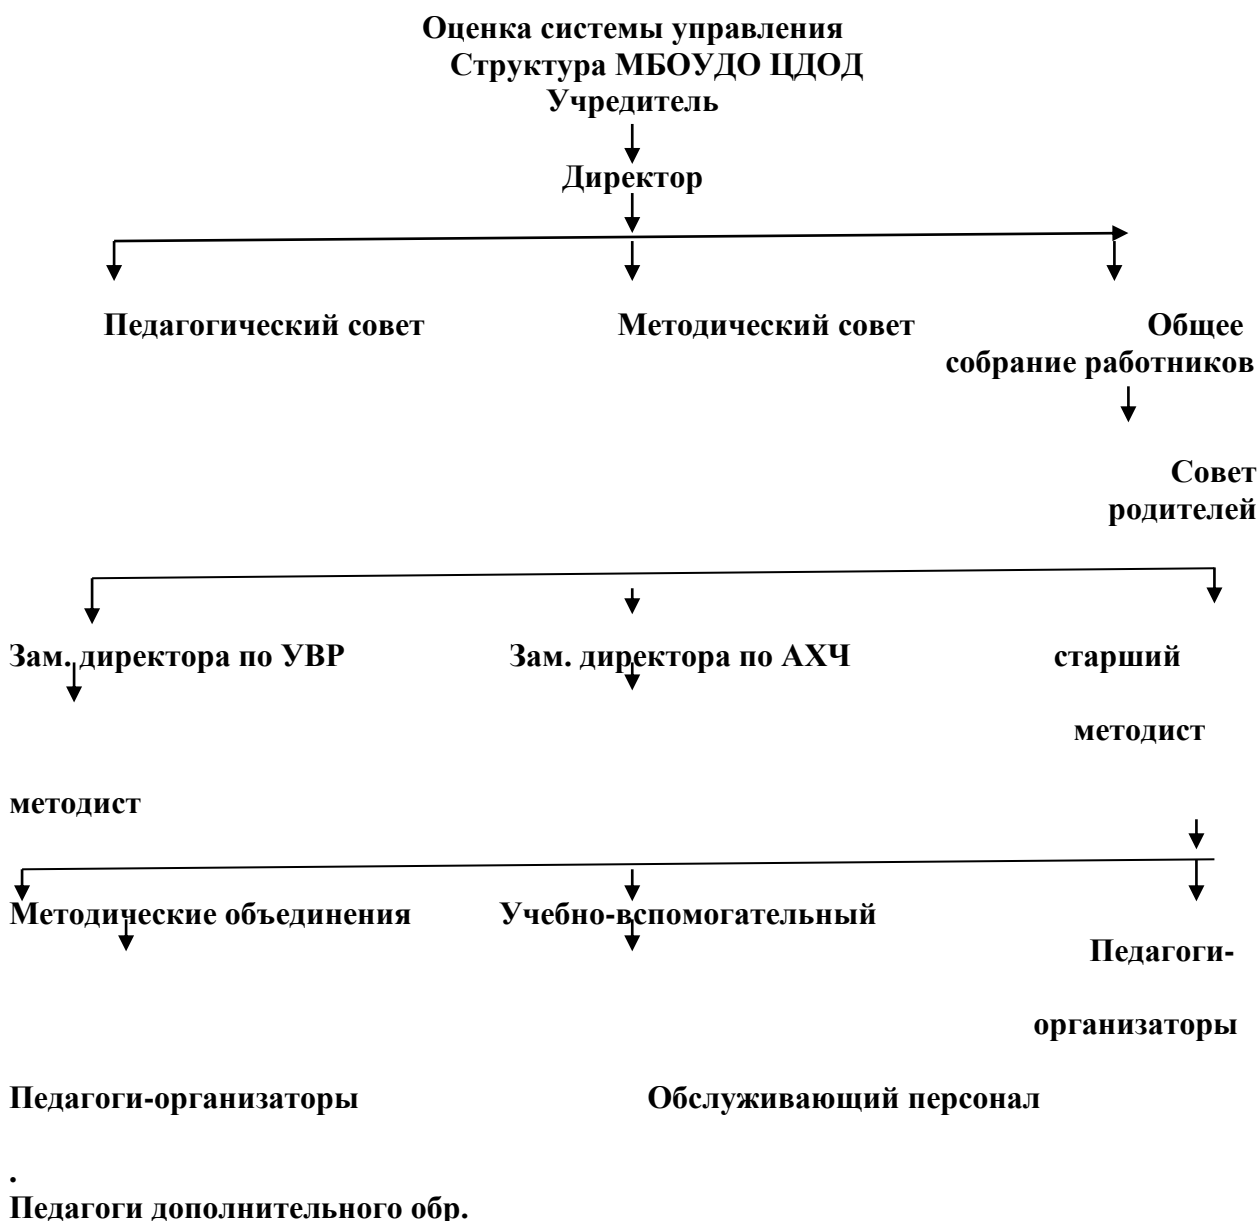 Оценка системы управления
Структура МБОУДО ЦДОД
Учредитель
Директор
Педагогический совет Методический совет Общее
собрание работников
Совет
родителей
Зам. директора по УВР Зам. директора по АХЧ старший
методист
методист
Методические объединения Учебно-вспомогательный
Педагоги-
организаторы
Педагоги-организаторы Обслуживающий персонал
.
Педагоги дополнительного обр.